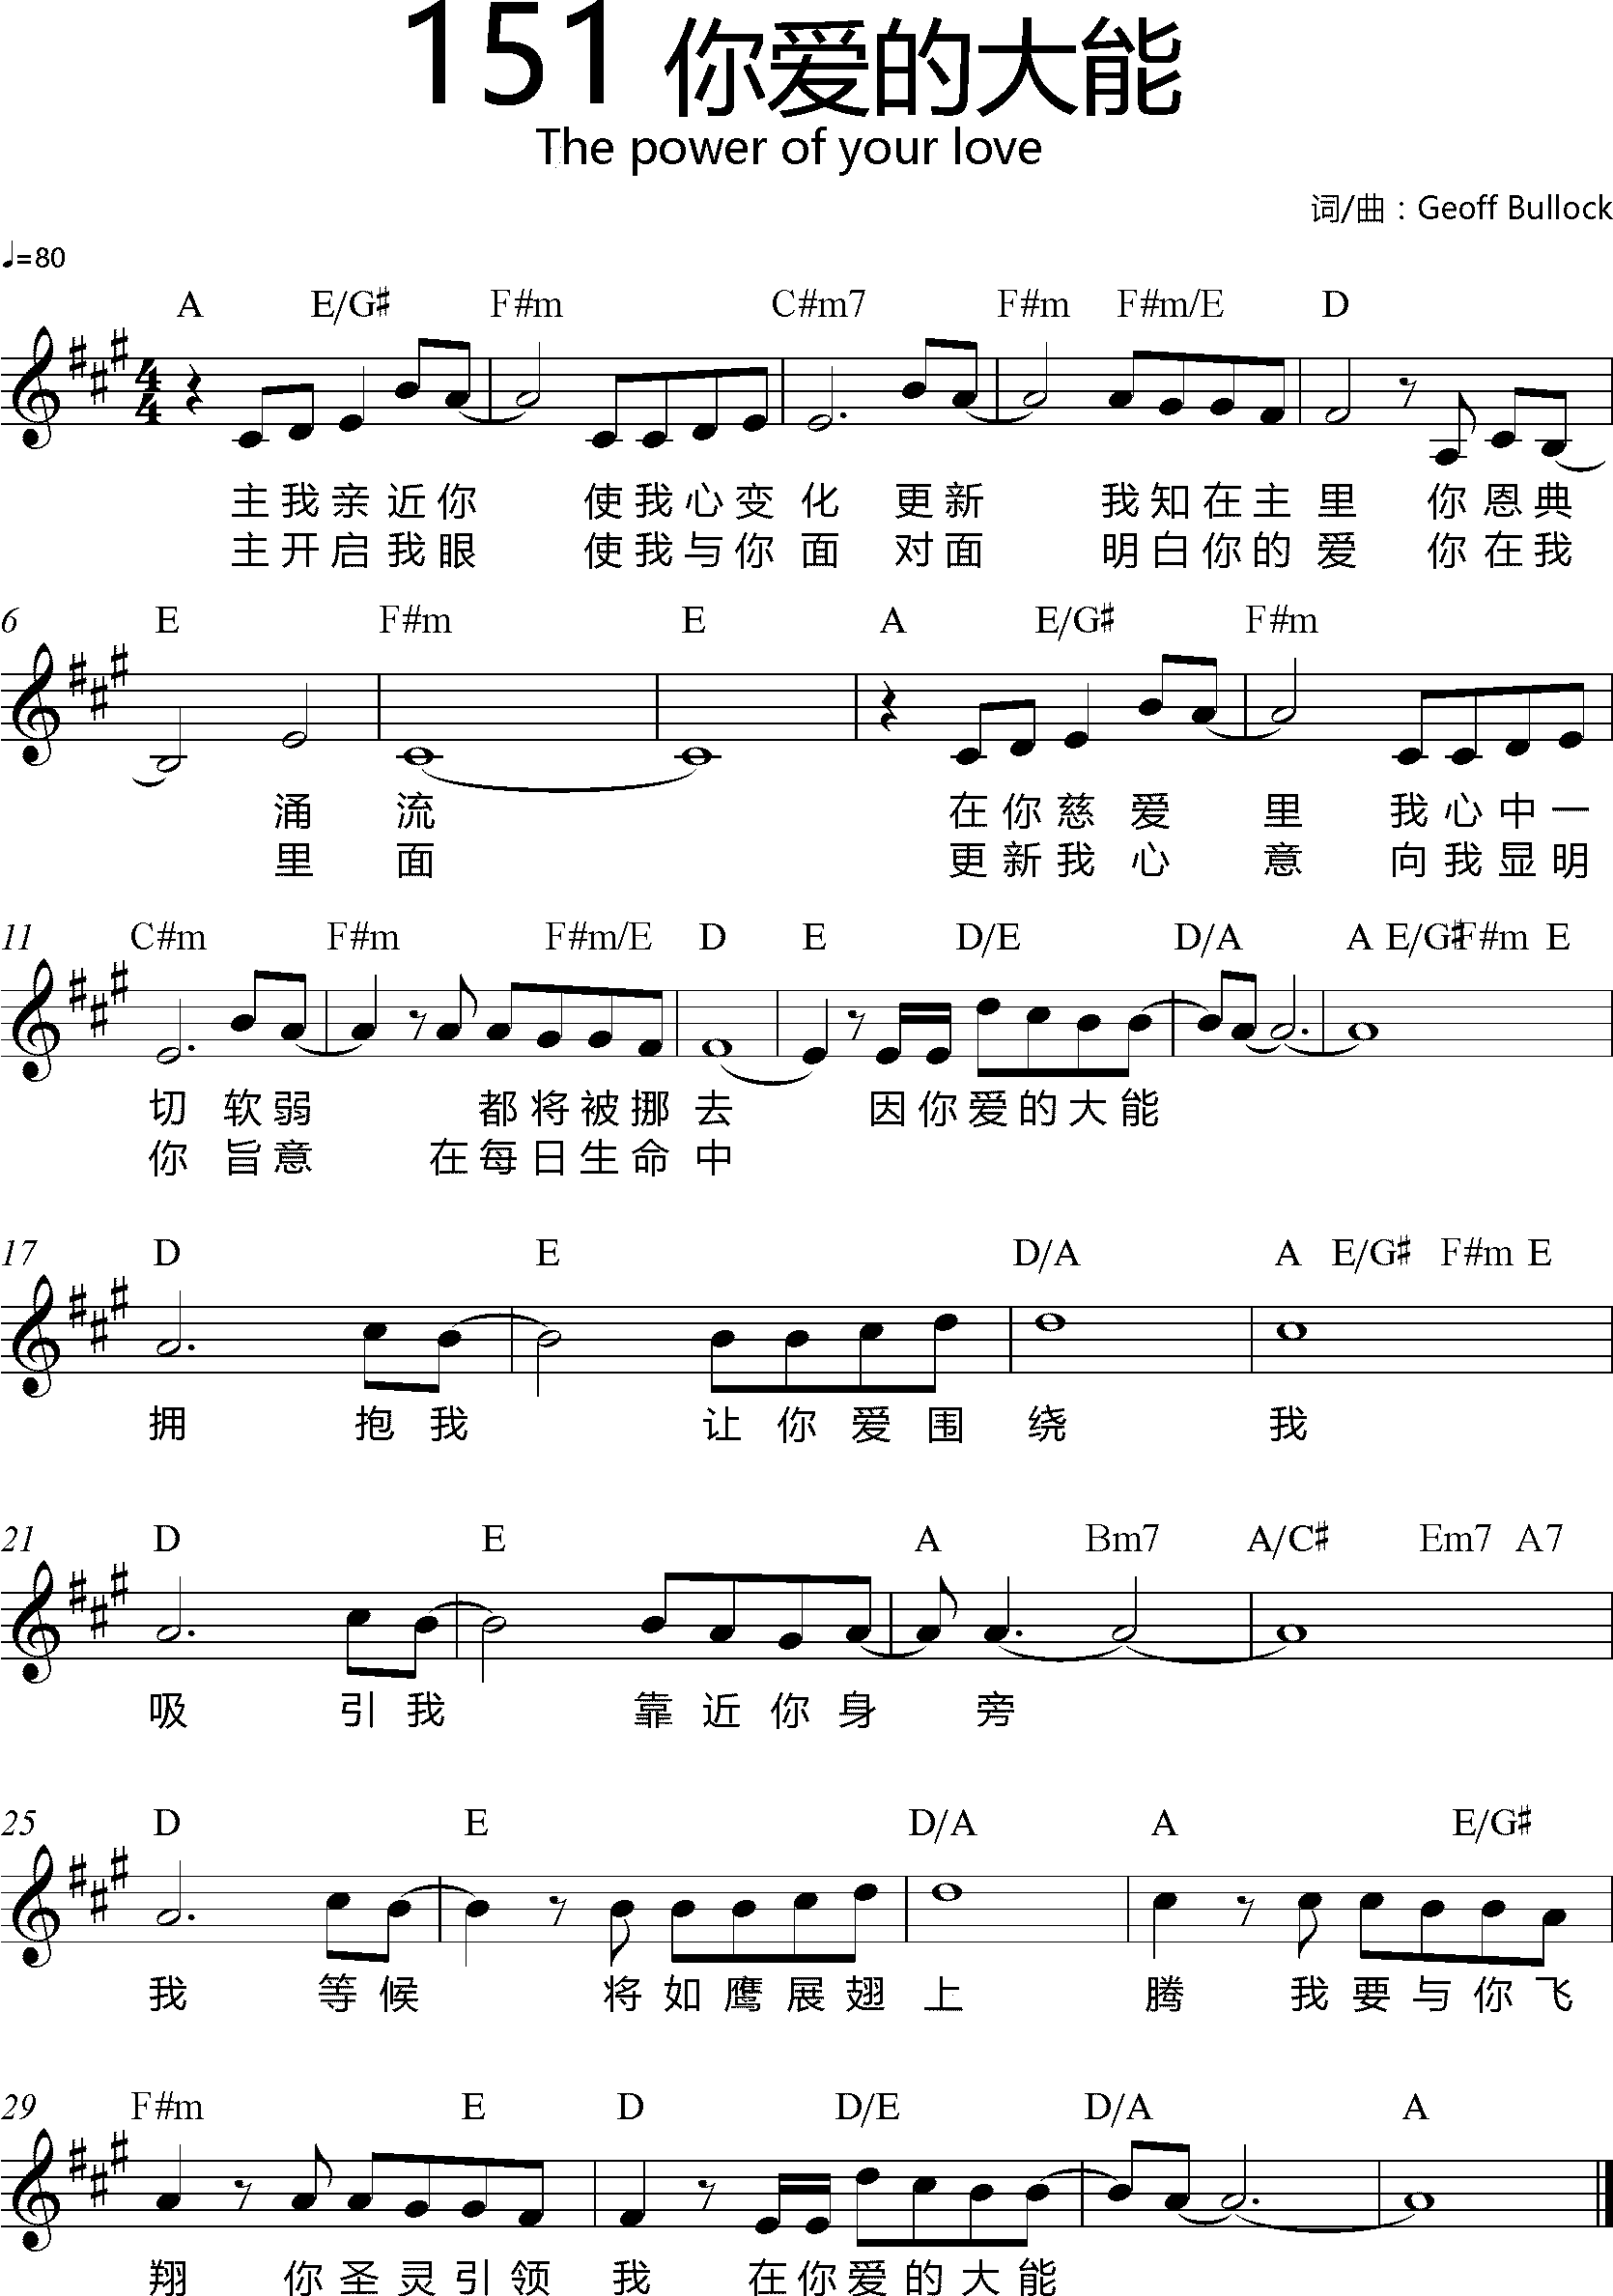 151 你爱的大能
The power of your love
词/曲：Geoff Bullock
♩=80
A E/G♯ F#m C#m7 F#m F#m/E D
主我亲近你 使我心变化 更新 我知在主里 你恩典
主开启我眼 使我与你面 对面 明白你的爱 你在我
6 E F#m E A E/G♯ F#m
涌流 在你慈爱里 我心中一
里面 更新我心意 向我显明
11 C#m F#m F#m/E D E D/E D/A A E/G♯ F#m E
切 软弱 都将被挪去 因你爱的大能
你 旨意 在每日生命中
17 D E D/A A E/G♯ F#m E
拥 抱我 让你爱围绕 我
21 D E A Bm7 A/C♯ Em7 A7
吸 引我 靠近你身 旁
25 D E D/A A E/G♯
我 等候 将如鹰展翅上 腾 我要与你飞
29 F#m E D D/E D/A A
翔 你圣灵引领 我 在你爱的大能